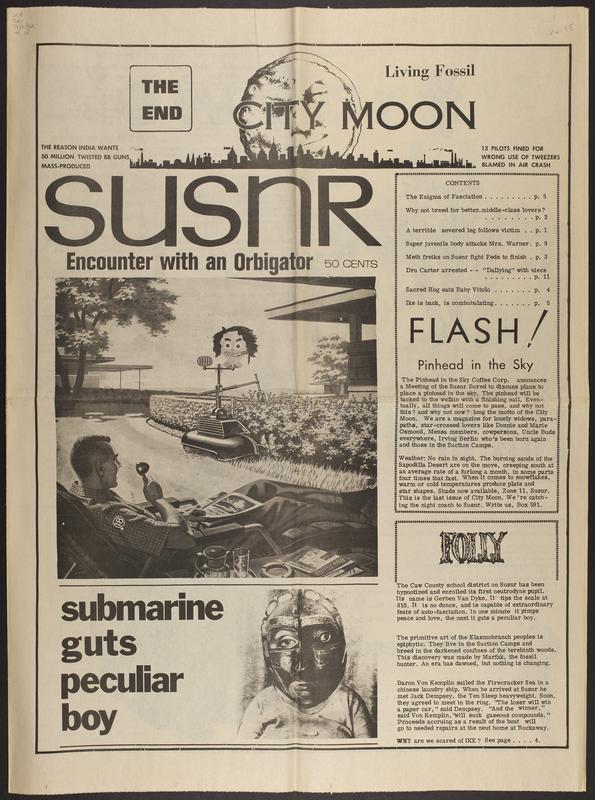 THE
END
Living Fossil
CITY MOON
THE REASON INDIA WANTS
50 MILLION TWISTED BB GUNS
MASS-PRODUCED
13 PILOTS FINED FOR
WRONG USE OF TWEEZERS
BLAMED IN AIR CRASH
SUSNR
Encounter with an Orbigator 50 CENTS
CONTENTS
The Enigma of Fasciation . . . . . . . . . p. 5
Why not breed for better middle-class lovers?
. . . . . . . . p. 2
A terrible severed leg follows victim . . p. 1
Super juvenile body attacks Mrs. Warner . p. 9
Meth freiks on Susnr fight Feds to finish . p. 3
Dru Carter arrested -- "Dallying" with niece
. . . . . . . . . p. 11
Sacred Hog eats Baby Vitolo . . . . . . . p. 4
Ike is back, is combobulating . . . . . . . p. 5
FLASH!
Pinhead in the Sky
The Pinhead in the Sky Coffee Corp. announces
a Meeting of the Susnr Bored to discuss plans to
place a pinhead in the sky. The pinhead will be
tacked to the welkin with a finishing nail. Even-
tually, all things will come to pass, and why not
this? and why not now? long the motto of the City
Moon. We are a magazine for lonely widows, para-
paths, star-crossed lovers like Donnie and Marie
Osmond, Mensa members, cowpersons, Uncle Buds
everywhere, Irving Berlin who's been born again
and those in the Suction Camps.
Weather: No rain in sight. The burning sands of the
Sapodilla Desert are on the move, creeping south at
an average rate of a furlong a month, in some parts
four times that fast. When it comes to snowflakes,
warm or cold temperatures produce plate and
star shapes. Shade now available, Zone 11, Susnr.
This is the last issue of City Moon. We're catch-
ing the night coach to Susnr. Write us, Box 591.
FOLLY
The Caw County school district on Susnr has been
hypnotized and enrolled its first neutrodyne pupil.
Its name is Gerben Van Dyke. It tips the scale at
810. It is no dunce, and is capable of extraordinary
feats of auto-fasciation. In one minute it pimps
peace and love, the next it guts a peculiar boy.
The primitive art of the Elasmobranch peoples is
epiphytic. They live in the Suction Camps and
breed in the darkened confines of the terebinth woods.
This discovery was made by Marfak, the fossil
hunter. An era has dawned, but nothing is changing.
Baron Von Kemplin sailed the Firecracker Sea in a
chinese laundry ship. When he arrived at Susnr he
met Jack Dempsey, the Ten Sleep heavyweight. Soon,
they agreed to meet in the ring. "The loser will win
a paper car," said Dempsey. "And the winner,"
said Von Kemplin, "will suck gaseous compounds."
Proceeds accruing as a result of the bout will
go to needed repairs at the neut home at Rockaway.
WHY are we scared of IKE? See page . . . . 4.
submarine
guts
peculiar
boy